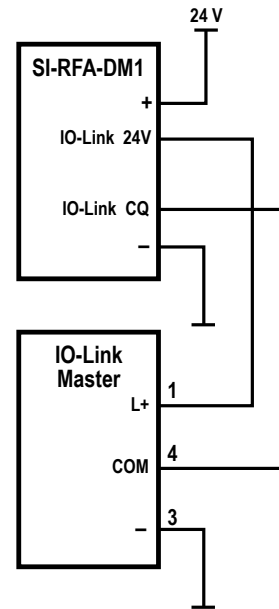 24 V
SI-RFA-DM1
+
IO-Link 24V
IO-Link CQ
–
IO-Link
Master
1
L+
4
COM
3
–